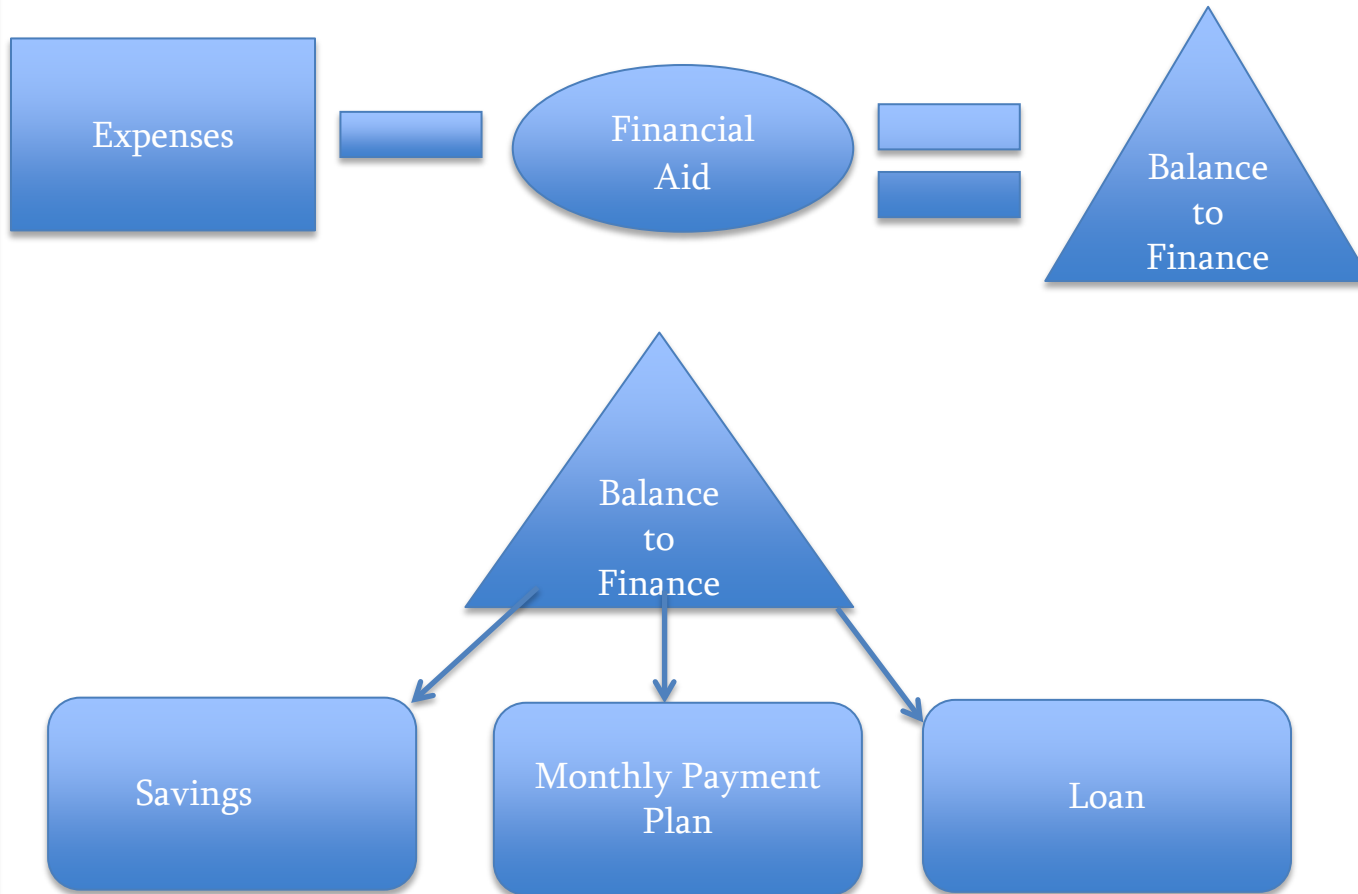 Expenses
Financial
Aid
Balance
to
Finance
Balance
to
Finance
Savings
Monthly Payment
Plan
Loan